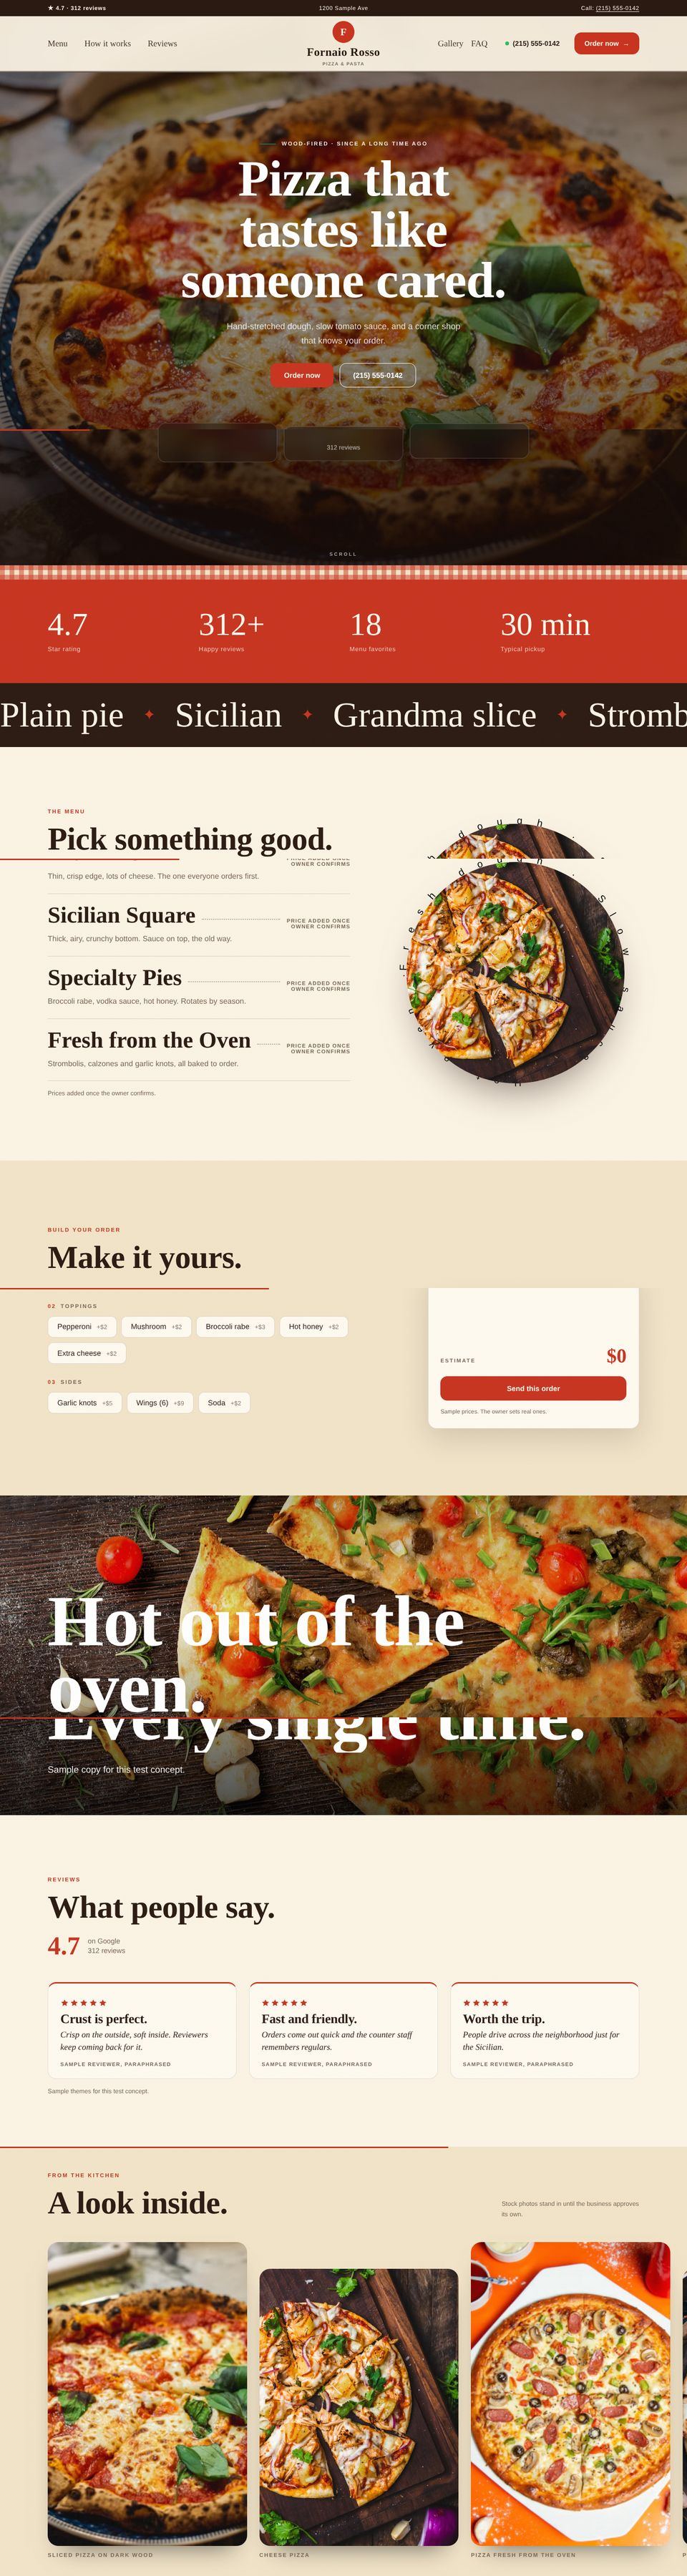 ★ 4.7 · 312 reviews
1200 Sample Ave
Call: (215) 555-0142
Menu
How it works
Reviews
F
Fornaio Rosso
PIZZA & PASTA
Gallery
FAQ
(215) 555-0142
Order now →
WOOD-FIRED · SINCE A LONG TIME AGO
Pizza that
tastes like
someone cared.
Hand-stretched dough, slow tomato sauce, and a corner shop
that knows your order.
Order now
(215) 555-0142
312 reviews
SCROLL
4.7
Star rating
312+
Happy reviews
18
Menu favorites
30 min
Typical pickup
Plain pie ✦ Sicilian ✦ Grandma slice ✦ Stromb
THE MENU
Pick something good.
PRICE ADDED ONCE
OWNER CONFIRMS
Thin, crisp edge, lots of cheese. The one everyone orders first.
Sicilian Square
PRICE ADDED ONCE
OWNER CONFIRMS
Thick, airy, crunchy bottom. Sauce on top, the old way.
Specialty Pies
PRICE ADDED ONCE
OWNER CONFIRMS
Broccoli rabe, vodka sauce, hot honey. Rotates by season.
Fresh from the Oven
PRICE ADDED ONCE
OWNER CONFIRMS
Strombolis, calzones and garlic knots, all baked to order.
Prices added once the owner confirms.
Fresh dough ·
BUILD YOUR ORDER
Make it yours.
02 TOPPINGS
Pepperoni +$2
Mushroom +$2
Broccoli rabe +$3
Hot honey +$2
Extra cheese +$2
03 SIDES
Garlic knots +$5
Wings (6) +$9
Soda +$2
ESTIMATE
$0
Send this order
Sample prices. The owner sets real ones.
Hot out of the
oven.
Every single time.
Sample copy for this test concept.
REVIEWS
What people say.
4.7
on Google
312 reviews
★★★★★
Crust is perfect.
Crisp on the outside, soft inside. Reviewers
keep coming back for it.
SAMPLE REVIEWER, PARAPHRASED
★★★★★
Fast and friendly.
Orders come out quick and the counter staff
remembers regulars.
SAMPLE REVIEWER, PARAPHRASED
★★★★★
Worth the trip.
People drive across the neighborhood just for
the Sicilian.
SAMPLE REVIEWER, PARAPHRASED
Sample themes for this test concept.
FROM THE KITCHEN
A look inside.
Stock photos stand in until the business approves
its own.
SLICED PIZZA ON DARK WOOD
CHEESE PIZZA
PIZZA FRESH FROM THE OVEN
P